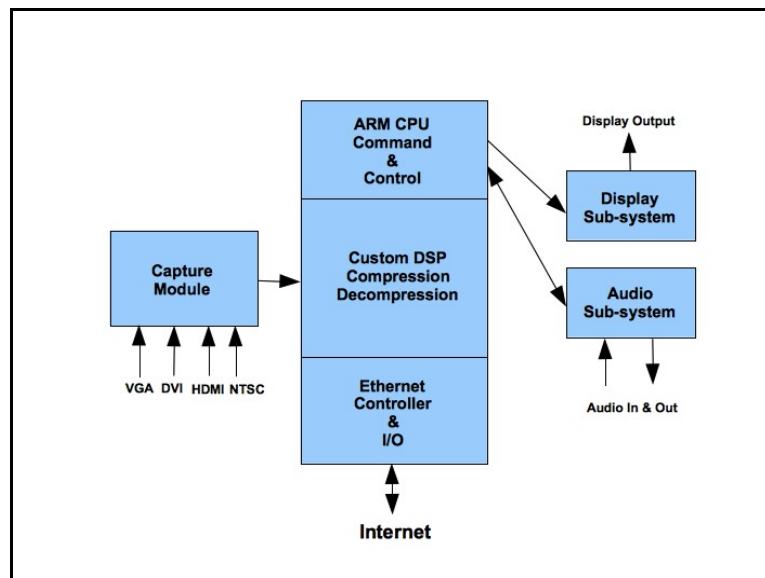 ARM CPU
Command
&
Control
Display Output
Display
Sub-system
Capture
Module
Custom DSP
Compression
Decompression
Audio
Sub-system
VGA DVI HDMI NTSC
Ethernet
Controller
&
I/O
Audio In & Out
Internet